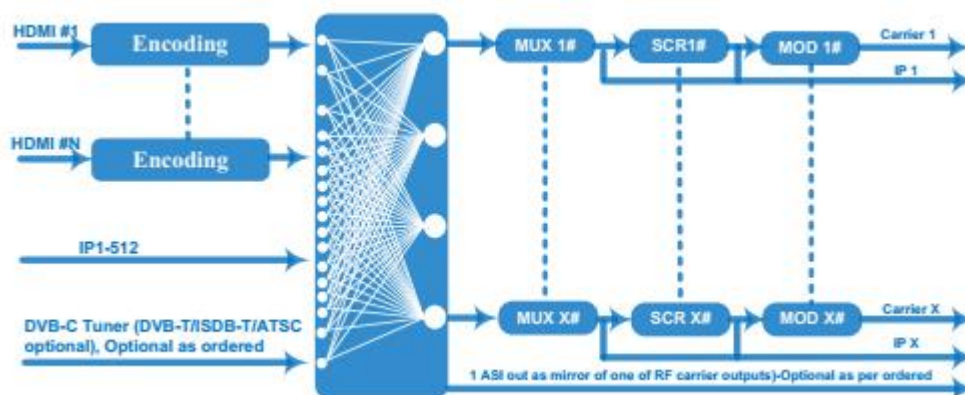 HDMI #1
Encoding
MUX 1#
SCR1#
MOD 1#
Carrier 1
IP 1
HDMI #N
Encoding
IP1-512
DVB-C Tuner (DVB-T/ISDB-T/ATSC
optional), Optional as ordered
MUX X#
SCR X#
MOD X#
Carrier X
IP X
1 ASI out as mirror of one of RF carrier outputs)-Optional as per ordered